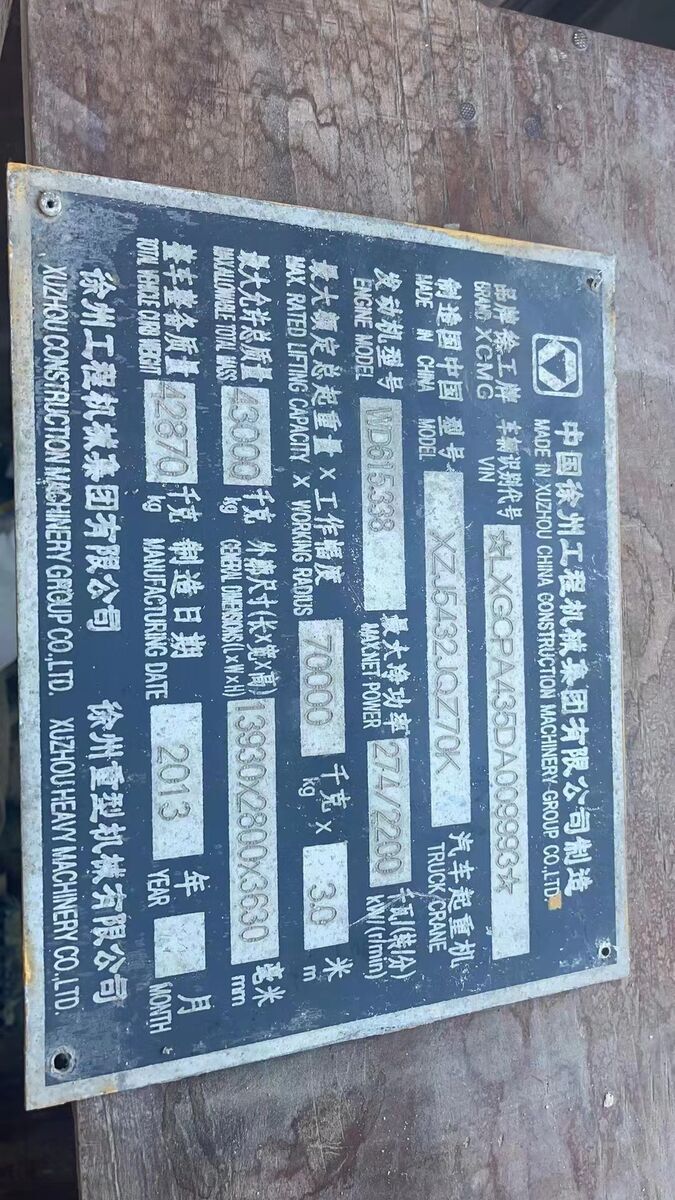 中国徐州工程机械集团有限公司制造
MADE IN XUZHOU CHINA CONSTRUCTION MACHINERY GROUP CO.,LTD.
品牌 徐工牌 车辆识别代号 ☆LXGCPA435DA009993☆
BRAND XCMG VIN
制造国 中国 型号 XZJ5432JQZ70K 汽车起重机
MADE IN CHINA MODEL TRUCK CRANE
发动机型号 WD615.338 最大净功率 274/2200 千瓦(转/分)
ENGINE MODEL MAX.NET POWER kW(r/min)
最大额定总起重量×工作幅度 70000 千克× 3.0 米
MAX RATED LIFTING CAPACITY X WORKING RADIUS kg m
最大允许总质量 43000 千克 外廓尺寸(长×宽×高) 13930X2800X3630 毫米
MAX.ALLOWABLE TOTAL MASS kg GENERAL DIMENSIONS(L×W×H) mm
整车整备质量 42870 千克 制造日期 2013 年 月
TOTAL VEHICLE CURB WEIGHT kg MANUFACTURING DATE YEAR MONTH
徐州工程机械集团有限公司 徐州重型机械有限公司
XUZHOU CONSTRUCTION MACHINERY GROUP CO.,LTD. XUZHOU HEAVY MACHINERY CO.,LTD.